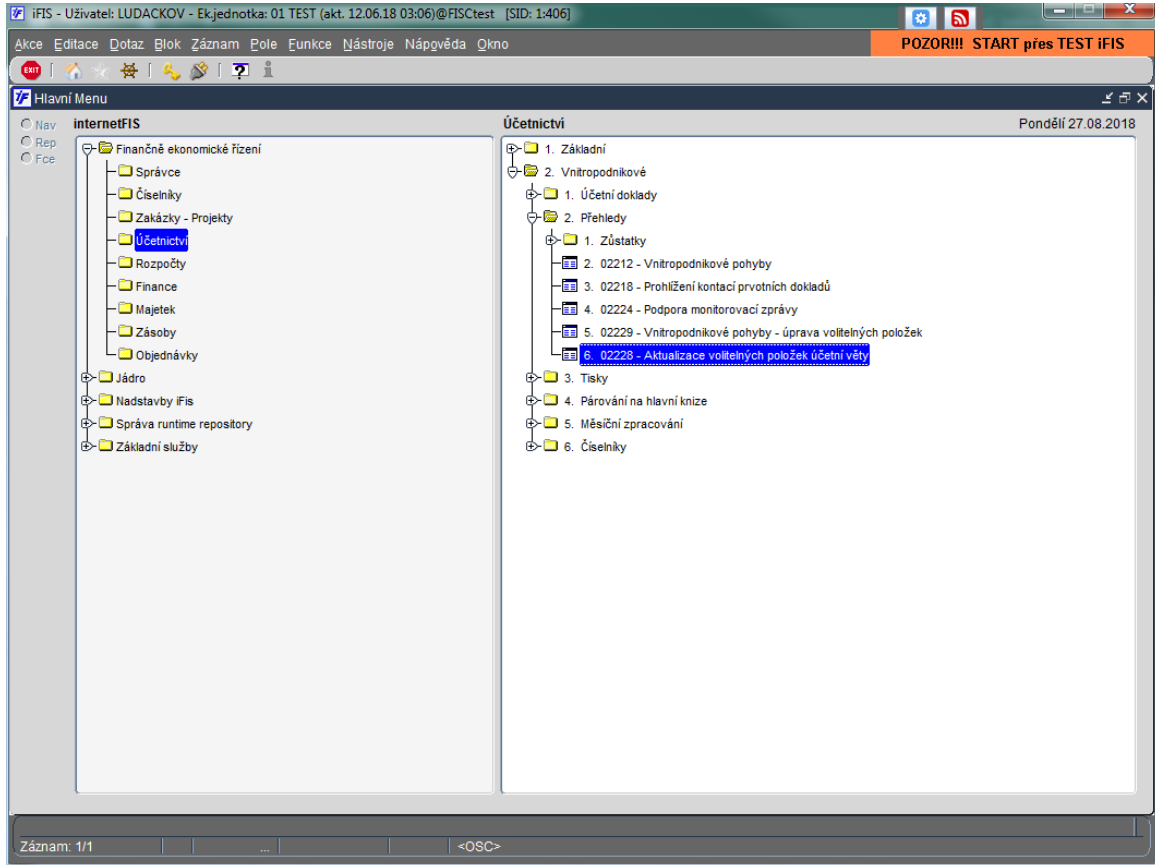 iFIS - Uživatel: LUDACKOV - Ek.jednotka: 01 TEST (akt. 12.06.18 03:06)@FISCtest [SID: 1:406]
Akce Editace Dotaz Blok Záznam Pole Funkce Nástroje Nápověda Okno
POZOR!!! START přes TEST iFIS
EXIT
Hlavní Menu
Nav
Rep
Fce
internetFIS
Finančně ekonomické řízení
Správce
Číselníky
Zakázky - Projekty
Účetnictví
Rozpočty
Finance
Majetek
Zásoby
Objednávky
Jádro
Nadstavby iFis
Správa runtime repository
Základní služby
Účetnictví
Pondělí 27.08.2018
1. Základní
2. Vnitropodnikové
1. Účetní doklady
2. Přehledy
1. Zůstatky
2. 02212 - Vnitropodnikové pohyby
3. 02218 - Prohlížení kontací prvotních dokladů
4. 02224 - Podpora monitorovací zprávy
5. 02229 - Vnitropodnikové pohyby - úprava volitelných položek
6. 02228 - Aktualizace volitelných položek účetní věty
3. Tisky
4. Párování na hlavní knize
5. Měsíční zpracování
6. Číselníky
Záznam: 1/1
...
<OSC>